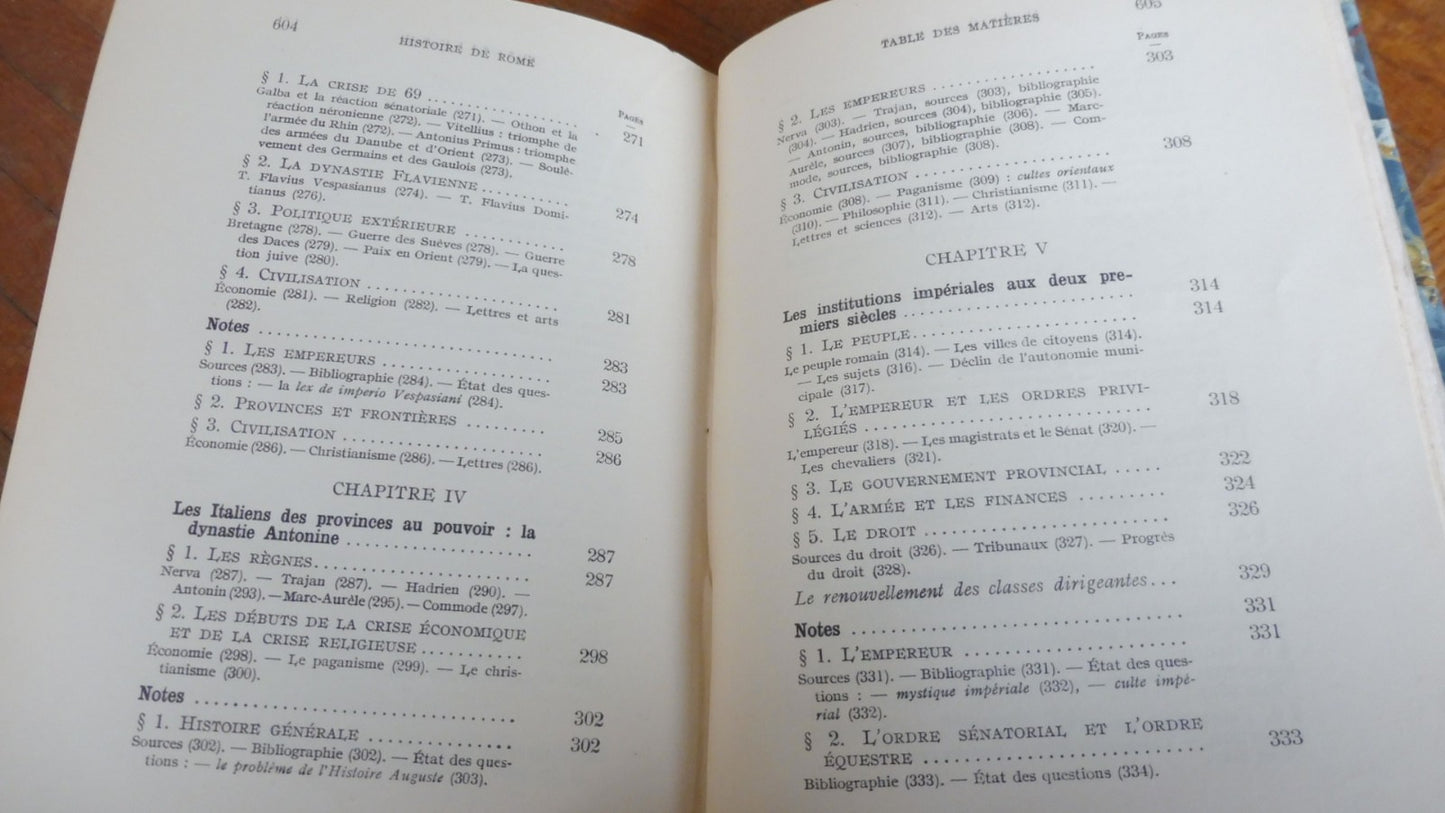 604
HISTOIRE DE ROME
PAGES
§ 1. LA CRISE DE 69 .......... 271
Galba et la réaction sénatoriale (271). — Othon et la
réaction néronienne (272). — Vitellius : triomphe de
l'armée du Rhin (272). — Antonius Primus : triomphe
des armées du Danube et d'Orient (273). — Soulè-
vement des Germains et des Gaulois (273).
§ 2. LA DYNASTIE FLAVIENNE .......... 274
T. Flavius Vespasianus (274). — T. Flavius Domi-
tianus (276).
§ 3. POLITIQUE EXTÉRIEURE .......... 278
Bretagne (278). — Guerre des Suèves (278). — Guerre
des Daces (279). — Paix en Orient (279). — La ques-
tion juive (280).
§ 4. CIVILISATION .......... 281
Économie (281). — Religion (282). — Lettres et arts
(282).
Notes .......... 283
§ 1. LES EMPEREURS .......... 283
Sources (283). — Bibliographie (284). — État des ques-
tions : — la lex de imperio Vespasiani (284).
§ 2. PROVINCES ET FRONTIÈRES .......... 285
§ 3. CIVILISATION .......... 286
Économie (286). — Christianisme (286). — Lettres (286).
CHAPITRE IV
Les Italiens des provinces au pouvoir : la
dynastie Antonine .......... 287
§ 1. LES RÈGNES .......... 287
Nerva (287). — Trajan (287). — Hadrien (290). —
Antonin (293). — Marc-Aurèle (295). — Commode (297).
§ 2. LES DÉBUTS DE LA CRISE ÉCONOMIQUE
ET DE LA CRISE RELIGIEUSE .......... 298
Économie (298). — Le paganisme (299). — Le chris-
tianisme (300).
Notes .......... 302
§ 1. HISTOIRE GÉNÉRALE .......... 302
Sources (302). — Bibliographie (302). — État des ques-
tions : — le problème de l'Histoire Auguste (303).
TABLE DES MATIÈRES
605
PAGES
§ 2. LES EMPEREURS .......... 303
Nerva (303). — Trajan, sources (303), bibliographie
(304). — Hadrien, sources (304), bibliographie (305).
— Antonin, sources, bibliographie (306). — Marc-
Aurèle, sources (307), bibliographie (308). — Com-
mode, sources, bibliographie (308).
§ 3. CIVILISATION .......... 308
Économie (308). — Paganisme (309) : cultes orientaux
(310). — Philosophie (311). — Christianisme (311). —
Lettres et sciences (312). — Arts (312).
CHAPITRE V
Les institutions impériales aux deux pre-
miers siècles .......... 314
§ 1. LE PEUPLE .......... 314
Le peuple romain (314). — Les villes de citoyens (314).
— Les sujets (316). — Déclin de l'autonomie muni-
cipale (317).
§ 2. L'EMPEREUR ET LES ORDRES PRIVI-
LÉGIÉS .......... 318
L'empereur (318). — Les magistrats et le Sénat (320). —
Les chevaliers (321).
§ 3. LE GOUVERNEMENT PROVINCIAL ..... 322
§ 4. L'ARMÉE ET LES FINANCES ......... 324
§ 5. LE DROIT .......... 326
Sources du droit (326). — Tribunaux (327). — Progrès
du droit (328).
Le renouvellement des classes dirigeantes... 329
Notes .......... 331
§ 1. L'EMPEREUR .......... 331
Sources (331). — Bibliographie (331). — État des ques-
tions : — mystique impériale (332), — culte impé-
rial (332).
§ 2. L'ORDRE SÉNATORIAL ET L'ORDRE
ÉQUESTRE .......... 333
Bibliographie (333). — État des questions (334).